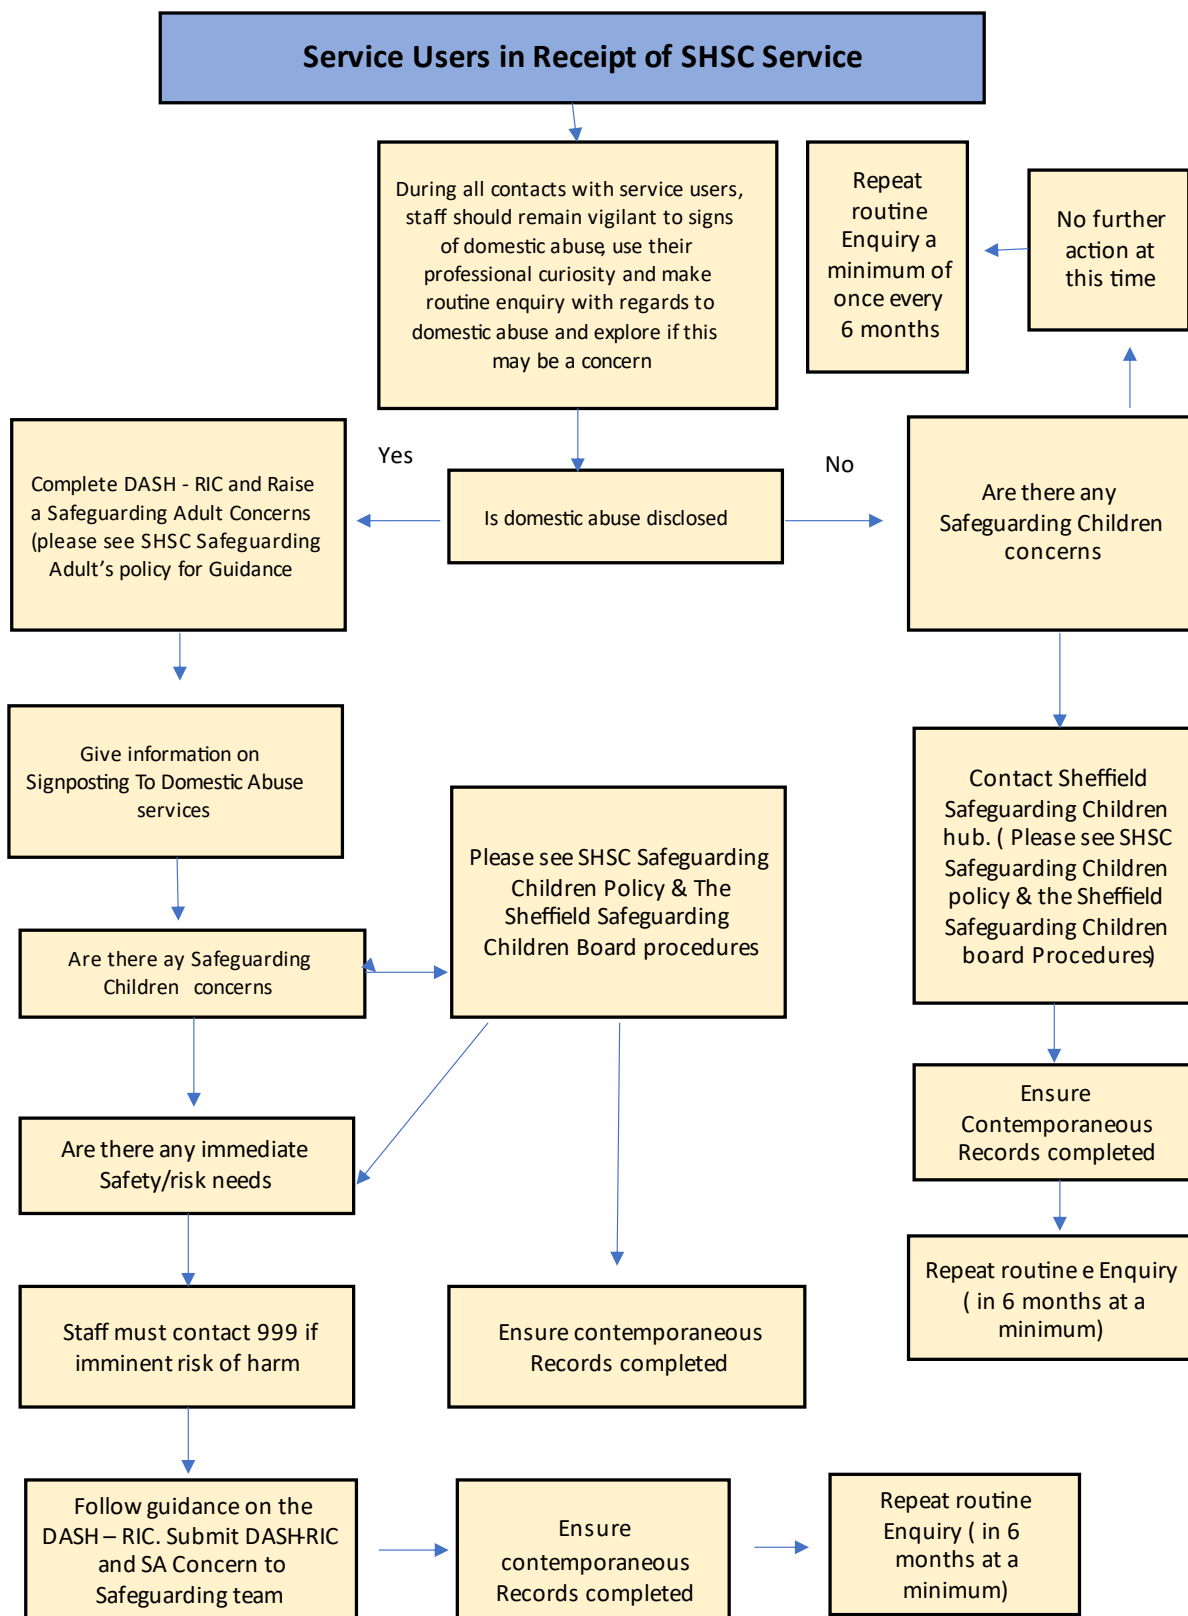 Service Users in Receipt of SHSC Service
During all contacts with service users,
staff should remain vigilant to signs
of domestic abuse, use their
professional curiosity and make
routine enquiry with regards to
domestic abuse and explore if this
may be a concern
Repeat
routine
Enquiry a
minimum of
once every
6 months
No further
action at
this time
Yes
Is domestic abuse disclosed
No
Complete DASH - RIC and Raise
a Safeguarding Adult Concerns
(please see SHSC Safeguarding
Adult’s policy for Guidance
Are there any
Safeguarding Children
concerns
Give information on
Signposting To Domestic Abuse
services
Please see SHSC Safeguarding
Children Policy & The
Sheffield Safeguarding
Children Board procedures
Contact Sheffield
Safeguarding Children
hub. ( Please see SHSC
Safeguarding Children
policy & the Sheffield
Safeguarding Children
board Procedures)
Are there ay Safeguarding
Children concerns
Ensure
Contemporaneous
Records completed
Are there any immediate
Safety/risk needs
Repeat routine e Enquiry
( in 6 months at a
minimum)
Staff must contact 999 if
imminent risk of harm
Ensure contemporaneous
Records completed
Follow guidance on the
DASH – RIC. Submit DASH-RIC
and SA Concern to
Safeguarding team
Ensure
contemporaneous
Records completed
Repeat routine
Enquiry ( in 6
months at a
minimum)